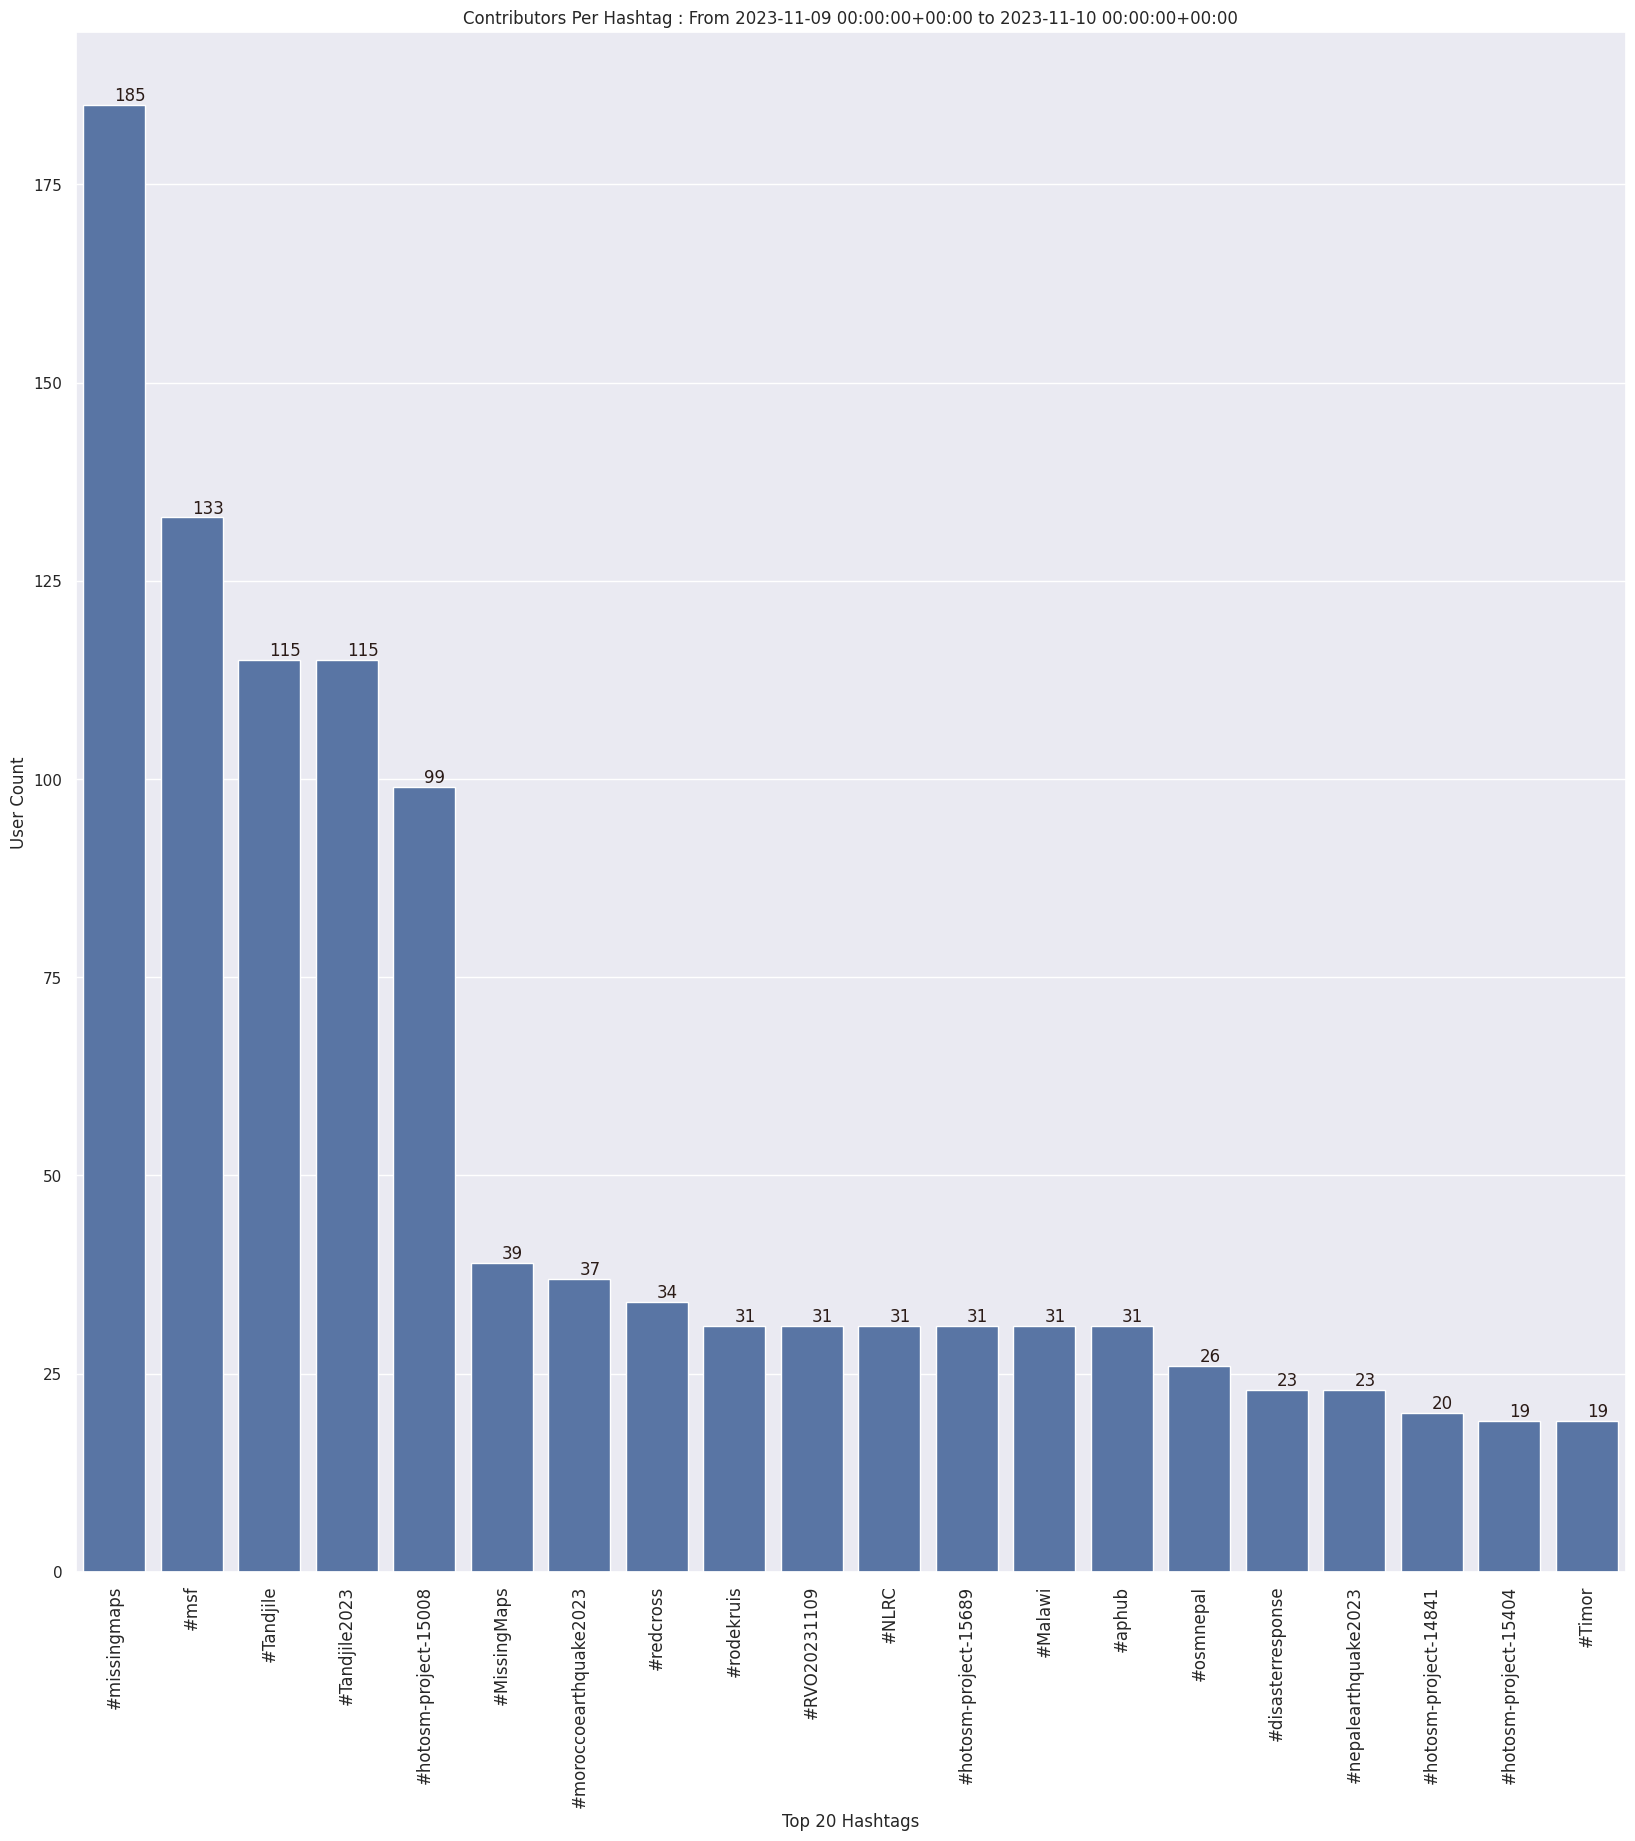 Contributors Per Hashtag : From 2023-11-09 00:00:00+00:00 to 2023-11-10 00:00:00+00:00
User Count
175
150
125
100
75
50
25
0
185
133
115
115
99
39
37
34
31
31
31
31
31
31
26
23
23
20
19
19
#missingmaps
#msf
#Tandjile
#Tandjile2023
#hotosm-project-15008
#MissingMaps
#moroccoearthquake2023
#redcross
#rodekruis
#RVO20231109
#NLRC
#hotosm-project-15689
#Malawi
#aphub
#osmnepal
#disasterresponse
#nepalearthquake2023
#hotosm-project-14841
#hotosm-project-15404
#Timor
Top 20 Hashtags